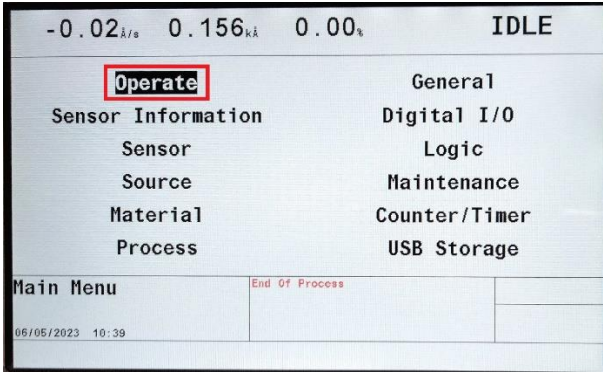 -0.02Å/s 0.156kÅ 0.00% IDLE
Operate General
Sensor Information Digital I/O
Sensor Logic
Source Maintenance
Material Counter/Timer
Process USB Storage
Main Menu
End Of Process
06/05/2023 10:39